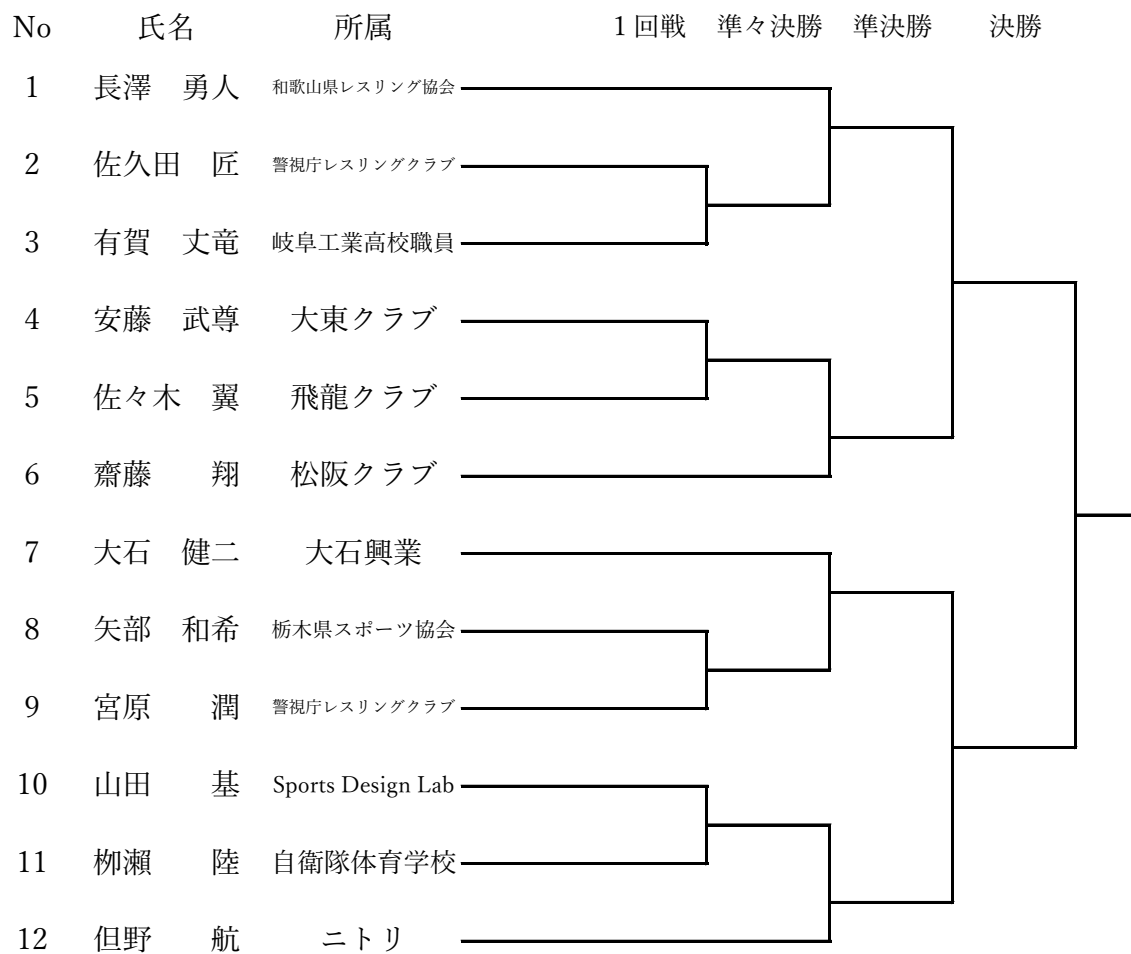 No 氏名 所属 1回戦 準々決勝 準決勝 決勝
1 長澤 勇人 和歌山県レスリング協会
2 佐久田 匠 警視庁レスリングクラブ
3 有賀 丈竜 岐阜工業高校職員
4 安藤 武尊 大東クラブ
5 佐々木 翼 飛龍クラブ
6 齋藤 翔 松阪クラブ
7 大石 健二 大石興業
8 矢部 和希 栃木県スポーツ協会
9 宮原 潤 警視庁レスリングクラブ
10 山田 基 Sports Design Lab
11 栁瀨 陸 自衛隊体育学校
12 但野 航 ニトリ